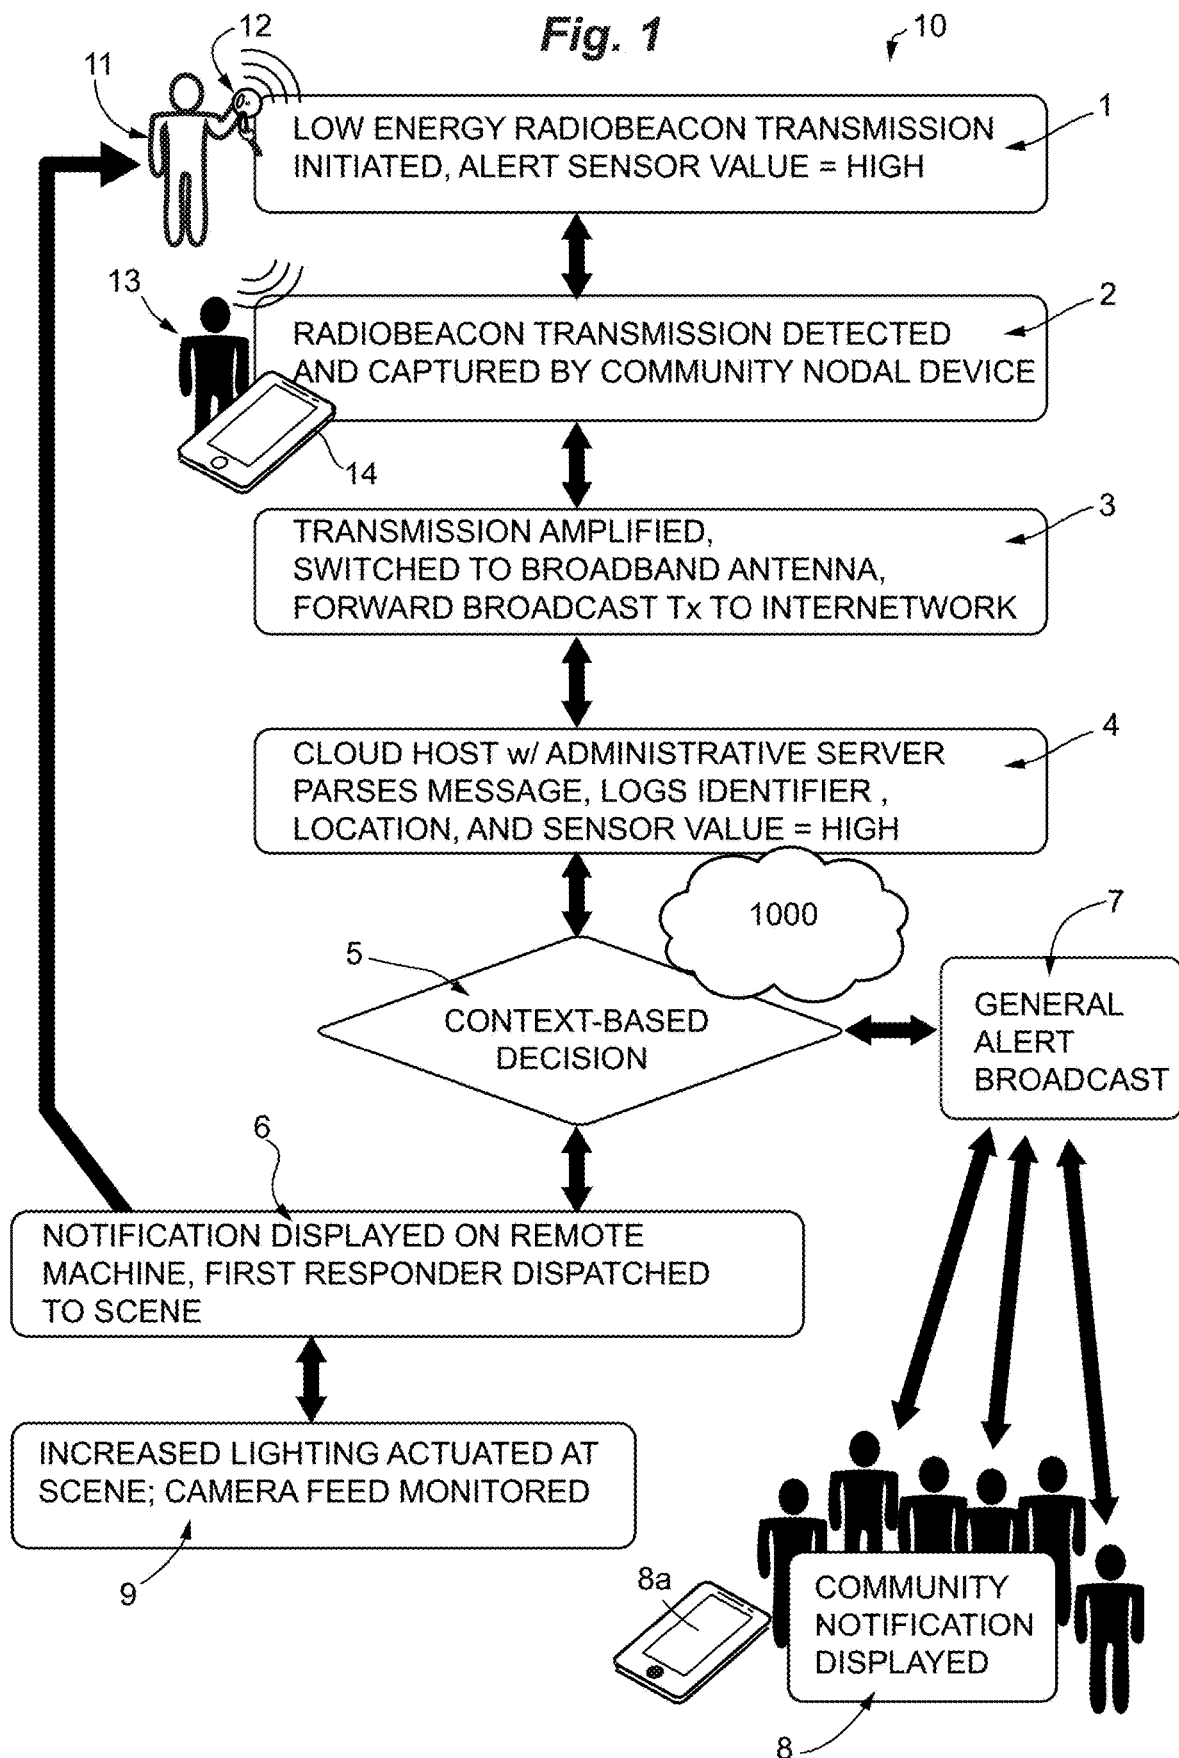 Fig. 1
10
12
11
1
LOW ENERGY RADIOBEACON TRANSMISSION
INITIATED, ALERT SENSOR VALUE = HIGH
13
2
RADIOBEACON TRANSMISSION DETECTED
AND CAPTURED BY COMMUNITY NODAL DEVICE
14
3
TRANSMISSION AMPLIFIED,
SWITCHED TO BROADBAND ANTENNA,
FORWARD BROADCAST Tx TO INTERNETWORK
4
CLOUD HOST w/ ADMINISTRATIVE SERVER
PARSES MESSAGE, LOGS IDENTIFIER ,
LOCATION, AND SENSOR VALUE = HIGH
1000
5
CONTEXT-BASED
DECISION
7
GENERAL
ALERT
BROADCAST
6
NOTIFICATION DISPLAYED ON REMOTE
MACHINE, FIRST RESPONDER DISPATCHED
TO SCENE
INCREASED LIGHTING ACTUATED AT
SCENE; CAMERA FEED MONITORED
9
8a
COMMUNITY
NOTIFICATION
DISPLAYED
8